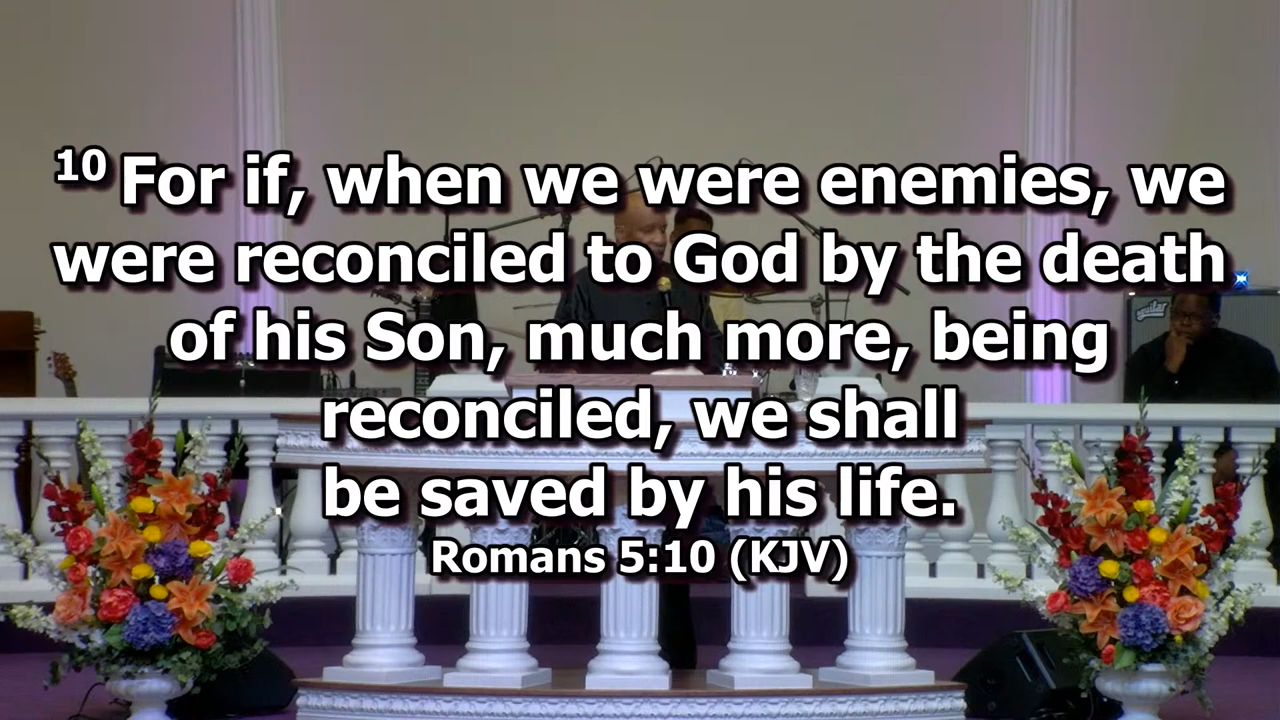 10 For if, when we were enemies, we
were reconciled to God by the death
of his Son, much more, being
reconciled, we shall
be saved by his life.
Romans 5:10 (KJV)
aguilar